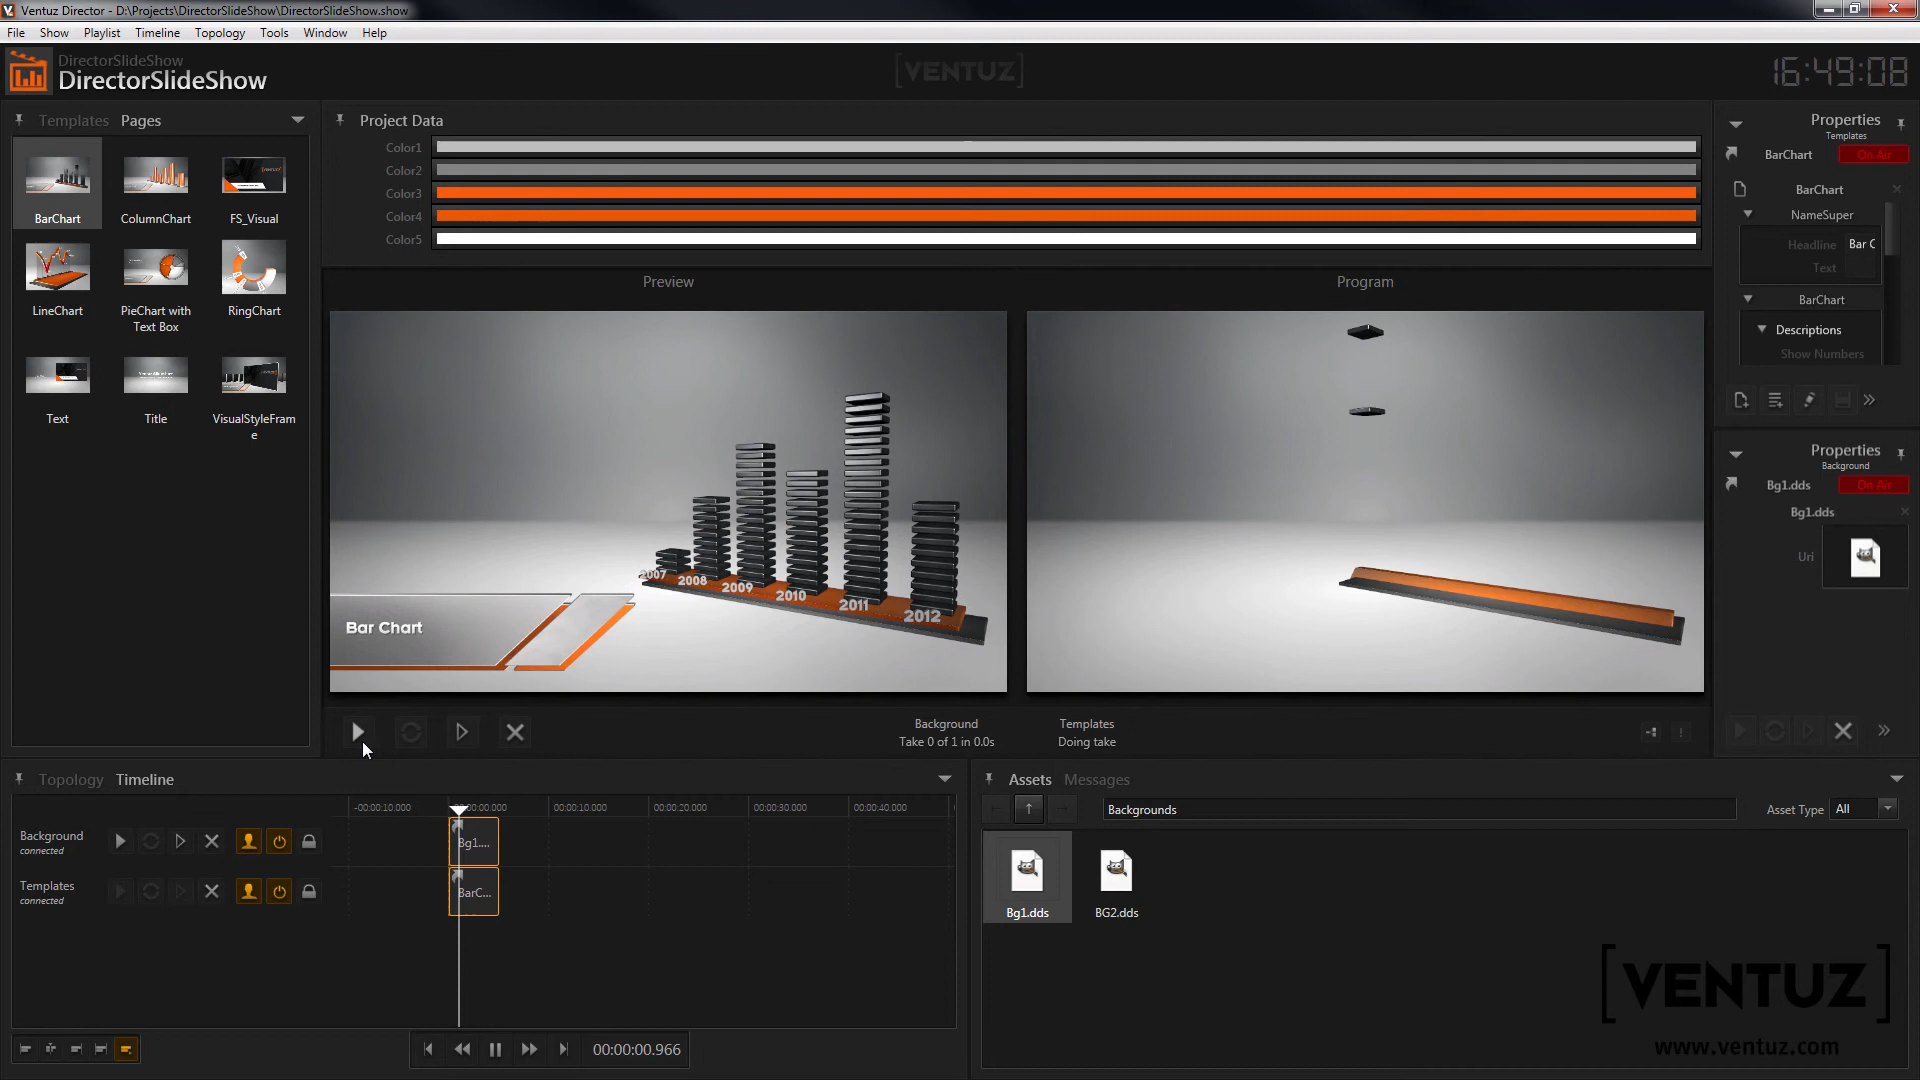 Ventuz Director - D:\Projects\DirectorSlideShow\DirectorSlideShow.show
File Show Playlist Timeline Topology Tools Window Help
DirectorSlideShow
DirectorSlideShow
[VENTUZ]
16:49:08
Templates Pages
BarChart
ColumnChart
FS_Visual
LineChart
PieChart with
Text Box
RingChart
Text
Title
VisualStyleFram
e
Project Data
Color1
Color2
Color3
Color4
Color5
Preview
Program
2007
2008
2009
2010
2011
2012
Bar Chart
Background
Take 0 of 1 in 0.0s
Templates
Doing take
Properties
Templates
BarChart On Air
BarChart
NameSuper
Headline Bar C
Text
BarChart
Descriptions
Show Numbers
Properties
Background
Bg1.dds On Air
Bg1.dds
Uri
Topology Timeline
-00:00:10.000
00:00:00.000
00:00:10.000
00:00:20.000
00:00:30.000
00:00:40.000
Background
connected
Bg1....
Templates
connected
BarC...
00:00:00.966
Assets Messages
Backgrounds
Asset Type All
Bg1.dds
BG2.dds
[VENTUZ]
www.ventuz.com